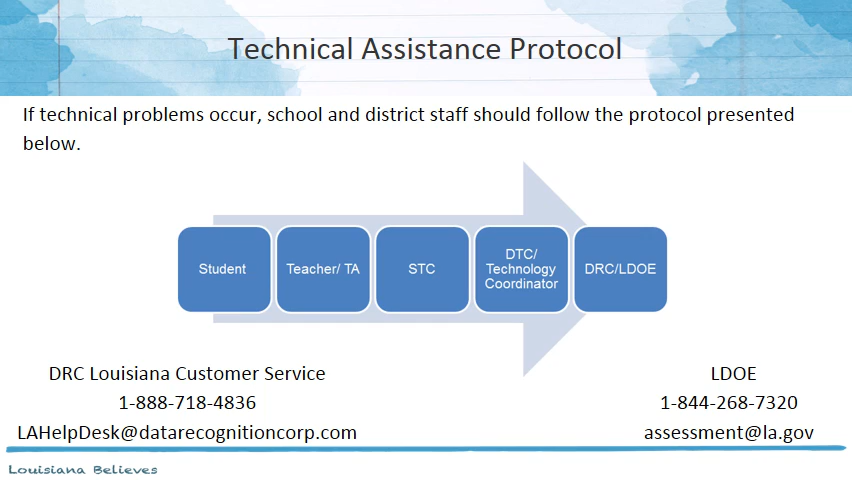 Technical Assistance Protocol
If technical problems occur, school and district staff should follow the protocol presented
below.
Student
Teacher/ TA
STC
DTC/
Technology
Coordinator
DRC/LDOE
DRC Louisiana Customer Service
1-888-718-4836
LAHelpDesk@datarecognitioncorp.com
LDOE
1-844-268-7320
assessment@la.gov
Louisiana Believes